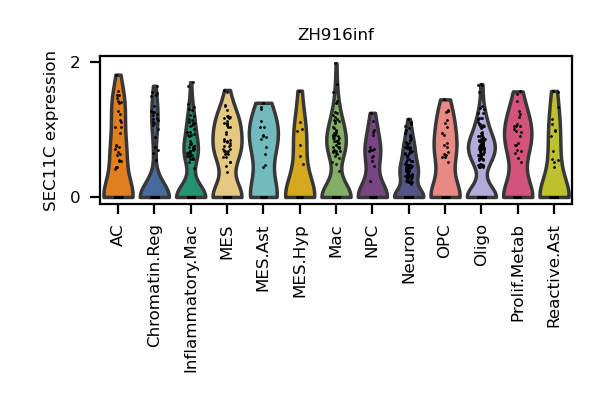 ZH916inf
SEC11C expression
2
0
AC
Chromatin.Reg
Inflammatory.Mac
MES
MES.Ast
MES.Hyp
Mac
NPC
Neuron
OPC
Oligo
Prolif.Metab
Reactive.Ast